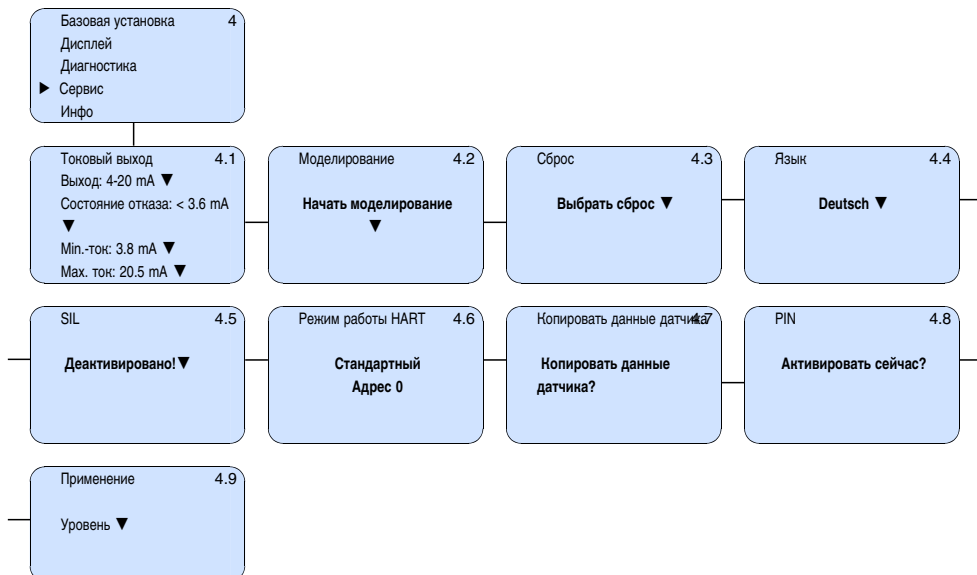 Базовая установка 4
Дисплей
Диагностика
▶ Сервис
Инфо
Токовый выход 4.1
Выход: 4-20 mA ▼
Состояние отказа: < 3.6 mA
▼
Min.-ток: 3.8 mA ▼
Max. ток: 20.5 mA ▼
Моделирование 4.2
Начать моделирование
▼
Сброс 4.3
Выбрать сброс ▼
Язык 4.4
Deutsch ▼
SIL 4.5
Деактивировано! ▼
Режим работы HART 4.6
Стандартный
Адрес 0
Копировать данные датчика 4.7
Копировать данные
датчика?
PIN 4.8
Активировать сейчас?
Применение 4.9
Уровень ▼